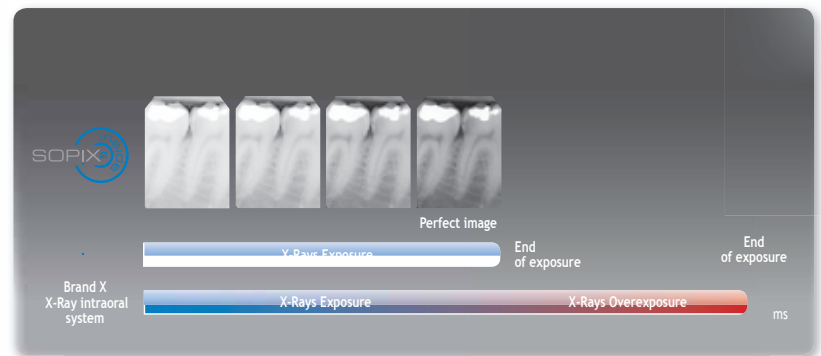 SOPIX
Perfect image
X-Rays Exposure
End
of exposure
End
of exposure
Brand X
X-Ray intraoral
system
X-Rays Exposure
X-Rays Overexposure
ms